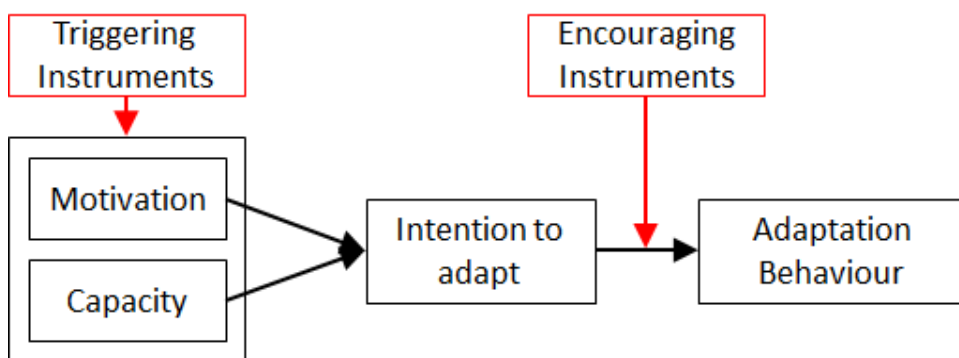 Triggering
Instruments
Encouraging
Instruments
Motivation
Capacity
Intention to
adapt
Adaptation
Behaviour